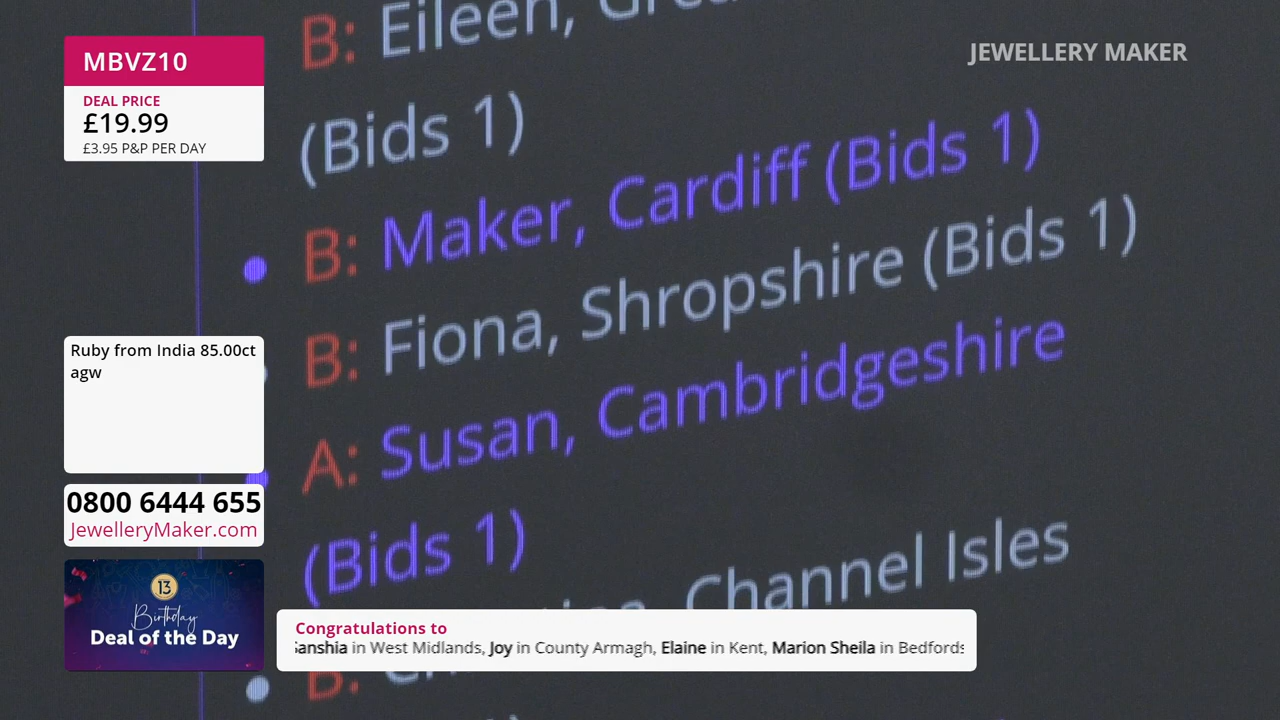 MBVZ10
DEAL PRICE
£19.99
£3.95 P&P PER DAY
JEWELLERY MAKER
B: Eileen,
(Bids 1)
B: Maker, Cardiff (Bids 1)
B: Fiona, Shropshire (Bids 1)
A: Susan, Cambridgeshire
(Bids 1)
Channel Isles
B:
Ruby from India 85.00ct
agw
0800 6444 655
JewelleryMaker.com
13
Birthday
Deal of the Day
Congratulations to
in West Midlands, Joy in County Armagh, Elaine in Kent, Marion Sheila in